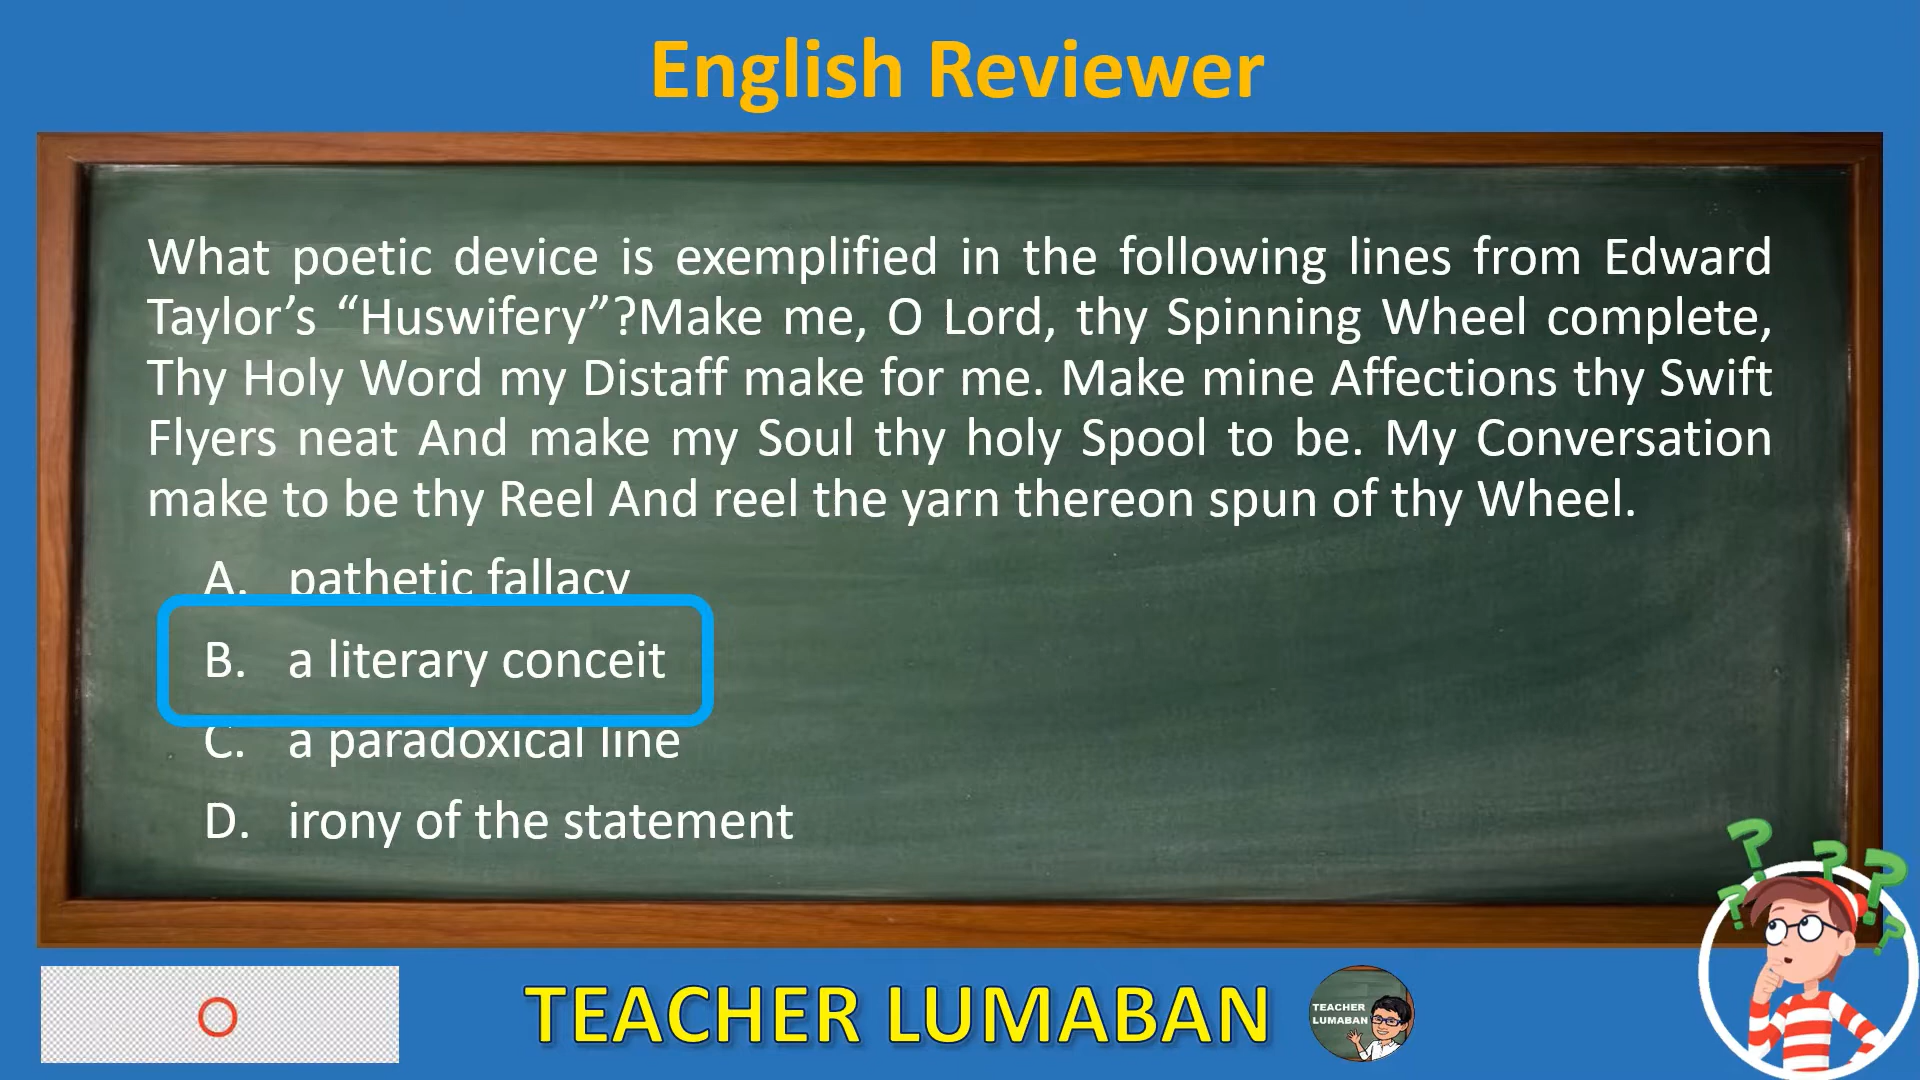 English Reviewer
What poetic device is exemplified in the following lines from Edward
Taylor’s “Huswifery”?Make me, O Lord, thy Spinning Wheel complete,
Thy Holy Word my Distaff make for me. Make mine Affections thy Swift
Flyers neat And make my Soul thy holy Spool to be. My Conversation
make to be thy Reel And reel the yarn thereon spun of thy Wheel.
A. pathetic fallacy
B. a literary conceit
C. a paradoxical line
D. irony of the statement
? ? ? ? ?
TEACHER LUMABAN
TEACHER
LUMABAN